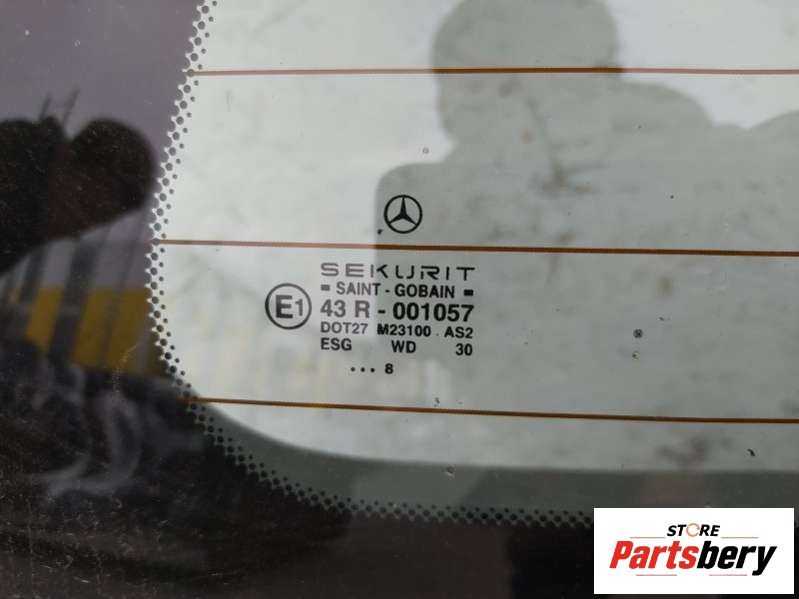 SEKURIT
SAINT - GOBAIN
E1 43 R - 001057
DOT27 M23100 AS2
ESG WD 30
... 8
STORE
Partsbery